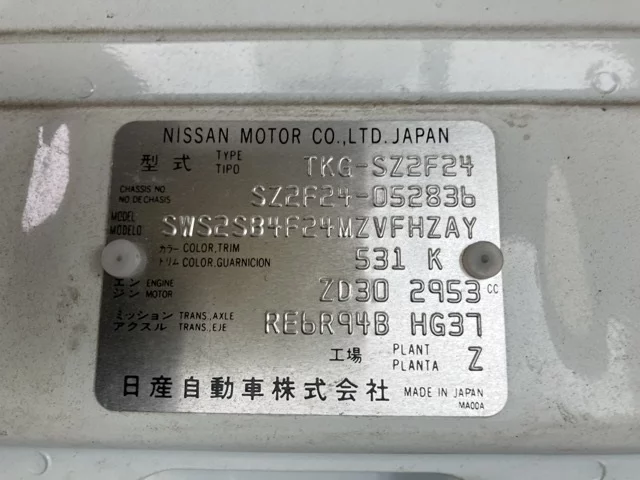 NISSAN MOTOR CO.,LTD. JAPAN
型式 TYPE TIPO TKG-SZ2F24
CHASSIS NO. NO. DE CHASIS SZ2F24-052836
MODEL MODELO SWS2SB4F24MZVFHZAY
カラー COLOR,TRIM トリム COLOR.GUARNICION 531 K
エンジン ENGINE MOTOR ZD30 2953 cc
ミッション TRANS.,AXLE アクスル TRANS.,EJE RE6R94B HG37
工場 PLANT PLANTA Z
日産自動車株式会社 MADE IN JAPAN
MA00A